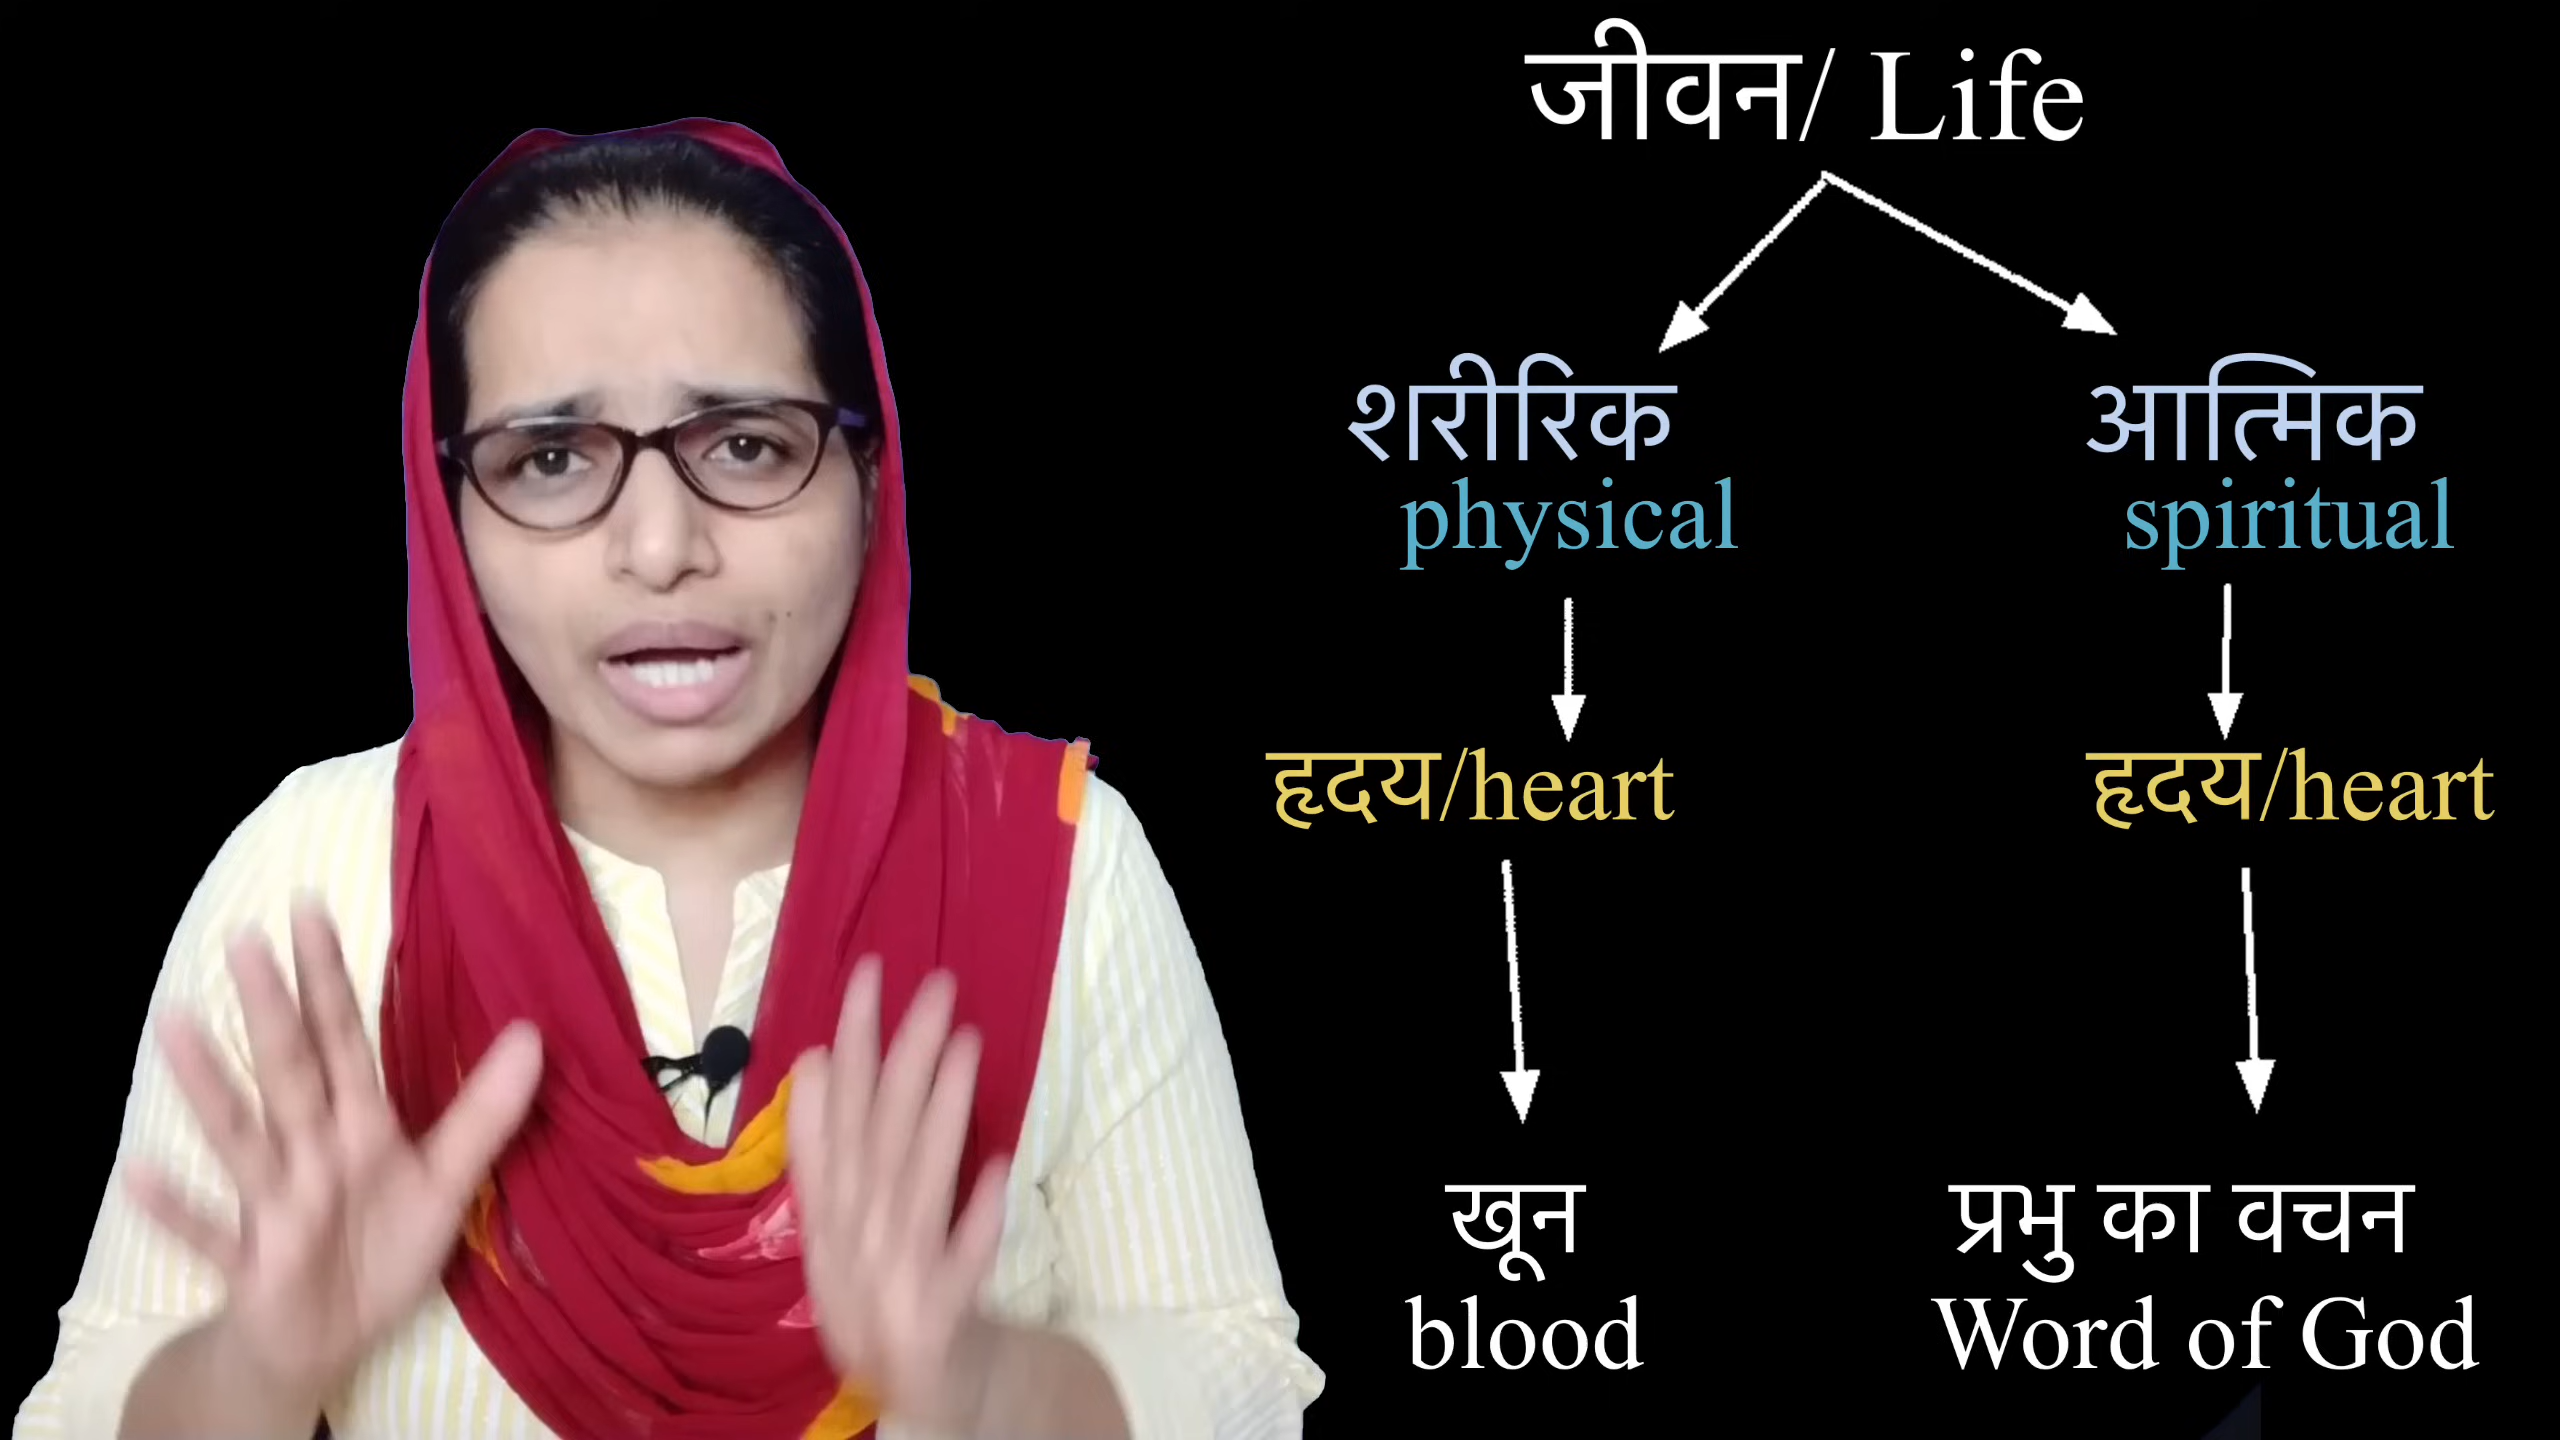 जीवन/ Life
शरीरिक
physical
आत्मिक
spiritual
हृदय/heart
हृदय/heart
खून
blood
प्रभु का वचन
Word of God